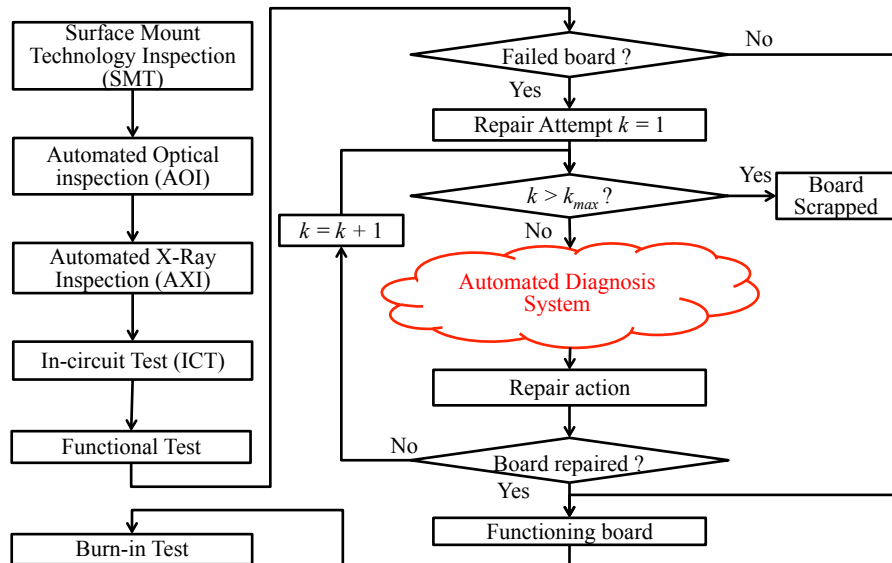 Surface Mount
Technology Inspection
(SMT)
Automated Optical
inspection (AOI)
Automated X-Ray
Inspection (AXI)
In-circuit Test (ICT)
Functional Test
Burn-in Test
Failed board ?
No
Yes
Repair Attempt k = 1
k > kmax ?
Yes
Board
Scrapped
No
k = k + 1
Automated Diagnosis
System
Repair action
No
Board repaired ?
Yes
Functioning board